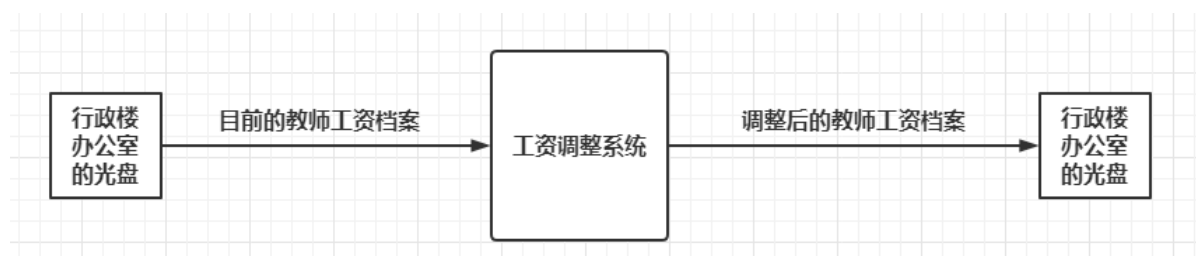 行政楼
办公室
的光盘
目前的教师工资档案
工资调整系统
调整后的教师工资档案
行政楼
办公室
的光盘